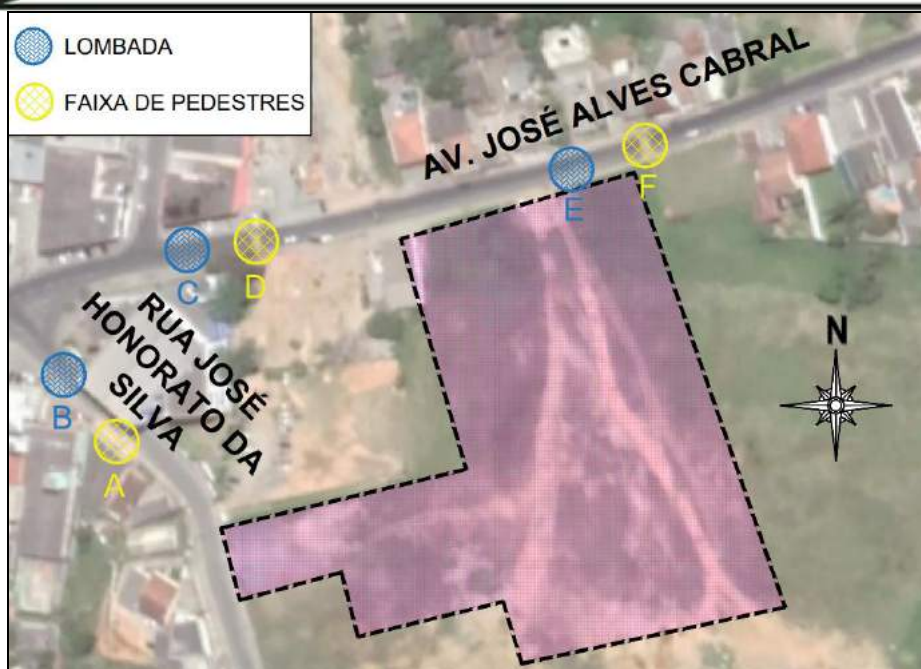 LOMBADA
FAIXA DE PEDESTRES
AV. JOSÉ ALVES CABRAL
F
E
D
C
RUA JOSÉ
HONORATO DA
SILVA
N
B
A